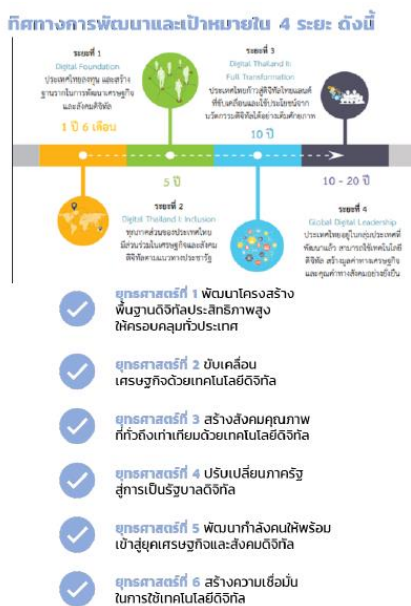 ทิศทางการพัฒนาและเป้าหมายใน 4 ระยะ ดังนี้
ระยะที่ 1
Digital Foundation
ประเทศไทยลงทุน และสร้าง
ฐานรากในการพัฒนาเศรษฐกิจ
และสังคมดิจิทัล
1 ปี 6 เดือน
ระยะที่ 3
Digital Thailand II:
Full Transformation
ประเทศไทยก้าวสู่ดิจิทัลไทยแลนด์
ที่ขับเคลื่อนและใช้ประโยชน์จาก
นวัตกรรมดิจิทัลได้อย่างเต็มศักยภาพ
10 ปี
5 ปี
ระยะที่ 2
Digital Thailand I: Inclusion
ทุกภาคส่วนของประเทศไทย
มีส่วนร่วมในเศรษฐกิจและสังคม
ดิจิทัลตามแนวทางประชารัฐ
10 - 20 ปี
ระยะที่ 4
Global Digital Leadership
ประเทศไทยอยู่ในกลุ่มประเทศที่
พัฒนาแล้ว สามารถใช้เทคโนโลยี
ดิจิทัล สร้างมูลค่าทางเศรษฐกิจ
และคุณค่าทางสังคมอย่างยั่งยืน
ยุทธศาสตร์ที่ 1 พัฒนาโครงสร้าง
พื้นฐานดิจิทัลประสิทธิภาพสูง
ให้ครอบคลุมทั่วประเทศ
ยุทธศาสตร์ที่ 2 ขับเคลื่อน
เศรษฐกิจด้วยเทคโนโลยีดิจิทัล
ยุทธศาสตร์ที่ 3 สร้างสังคมคุณภาพ
ที่ทั่วถึงเท่าเทียมด้วยเทคโนโลยีดิจิทัล
ยุทธศาสตร์ที่ 4 ปรับเปลี่ยนภาครัฐ
สู่การเป็นรัฐบาลดิจิทัล
ยุทธศาสตร์ที่ 5 พัฒนากำลังคนให้พร้อม
เข้าสู่ยุคเศรษฐกิจและสังคมดิจิทัล
ยุทธศาสตร์ที่ 6 สร้างความเชื่อมั่น
ในการใช้เทคโนโลยีดิจิทัล